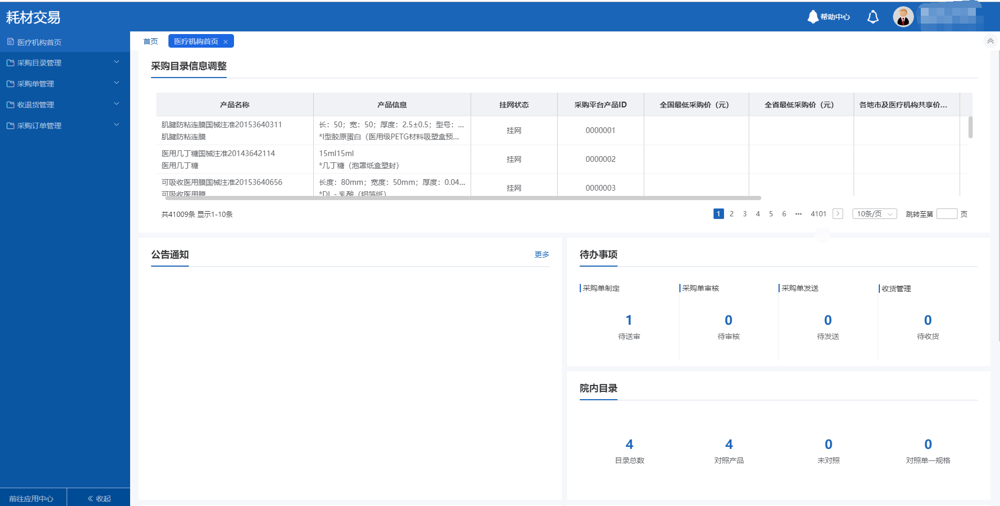 耗材交易
帮助中心
医疗机构首页
采购目录管理
采购单管理
收退货管理
采购订单管理
前往应用中心
收起
首页
医疗机构首页
采购目录信息调整
产品名称 产品信息 挂网状态 采购平台产品ID 全国最低采购价（元） 全省最低采购价（元） 各地市及医疗机构共享价...
肌腱防粘连膜国械注准20153640311
肌腱防粘连膜
长：50；宽：50；厚度：2.5±0.5；型号：...
*I型胶原蛋白（医用级PETG材料吸塑盒预...
挂网
0000001
医用几丁糖国械注准20143642114
医用几丁糖
15ml15ml
*几丁糖（泡罩纸盒塑封）
挂网
0000002
可吸收医用膜国械注准20153640656
可吸收医用膜
长度：80mm；宽度：50mm；厚度：0.04...
*DL - 乳酸（铝箔纸）
挂网
0000003
共41009条 显示1-10条
1 2 3 4 5 6 ••• 4101 > 10条/页 跳转至第 页
公告通知
更多
待办事项
采购单制定 采购单审核 采购单发送 收货管理
1 0 0 0
待送审 待审核 待发送 待收货
院内目录
4 4 0 0
目录总数 对照产品 未对照 对照单一规格